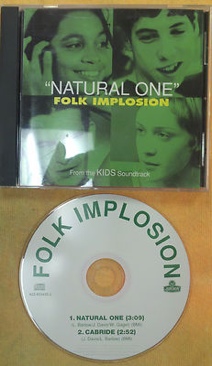 "NATURAL ONE"
FOLK IMPLOSION
From the KIDS Soundtrack
FOLK IMPLOSION
1. NATURAL ONE (3:09)
2. CABRIDE (2:52)